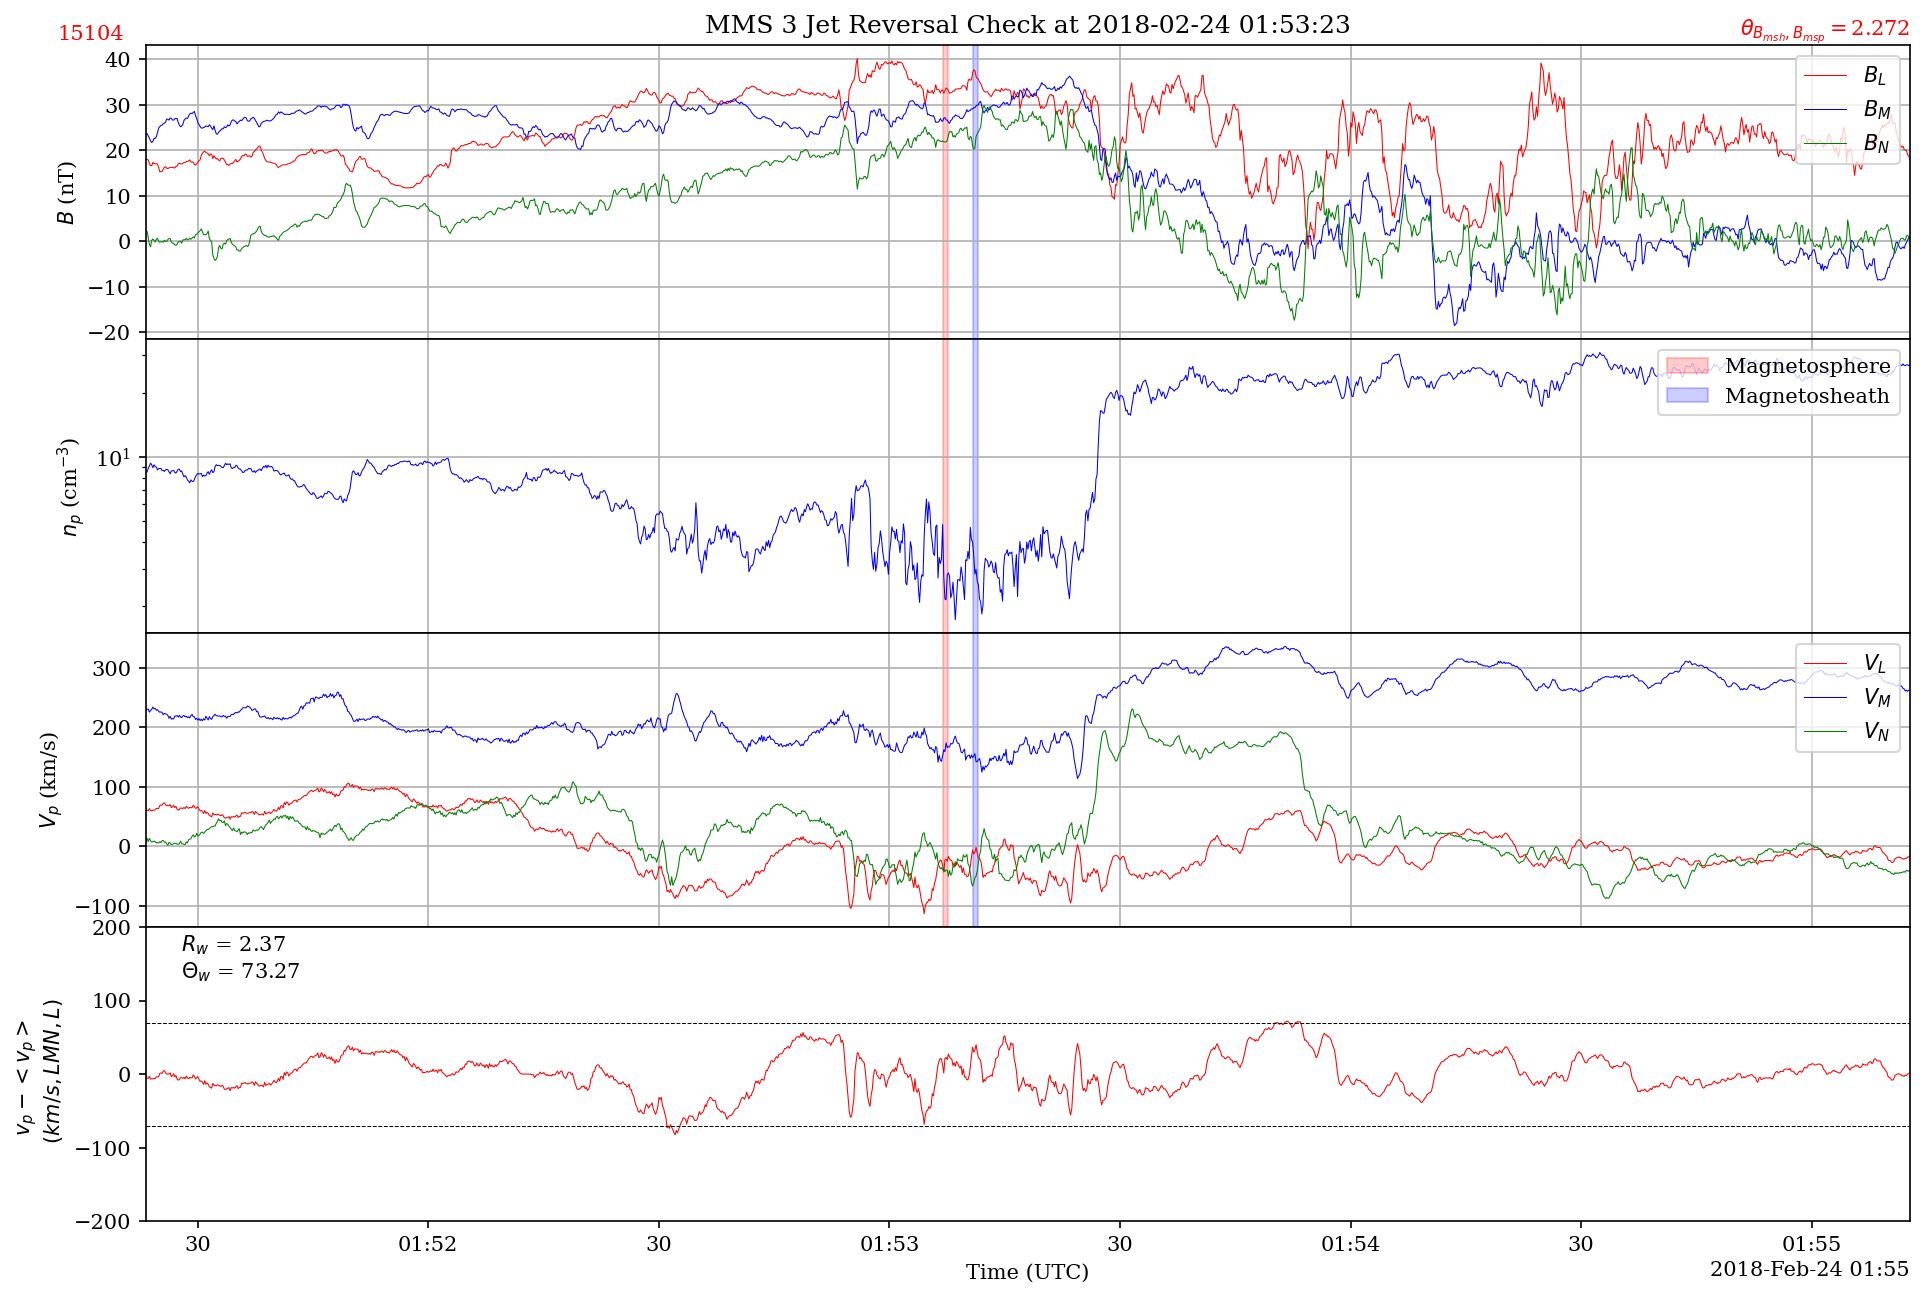 MMS 3 Jet Reversal Check at 2018-02-24 01:53:23
15104
θ_{B_{msh}, B_{msp}} = 2.272
40
30
20
10
0
−10
−20
B (nT)
B_L
B_M
B_N
10^1
n_p (cm^{−3})
Magnetosphere
Magnetosheath
300
200
100
0
−100
V_p (km/s)
V_L
V_M
V_N
200
100
0
−100
−200
v_p − < v_p >
(km/s, LMN, L)
R_w = 2.37
Θ_w = 73.27
30 01:52 30 01:53 30 01:54 30 01:55
Time (UTC)
2018-Feb-24 01:55